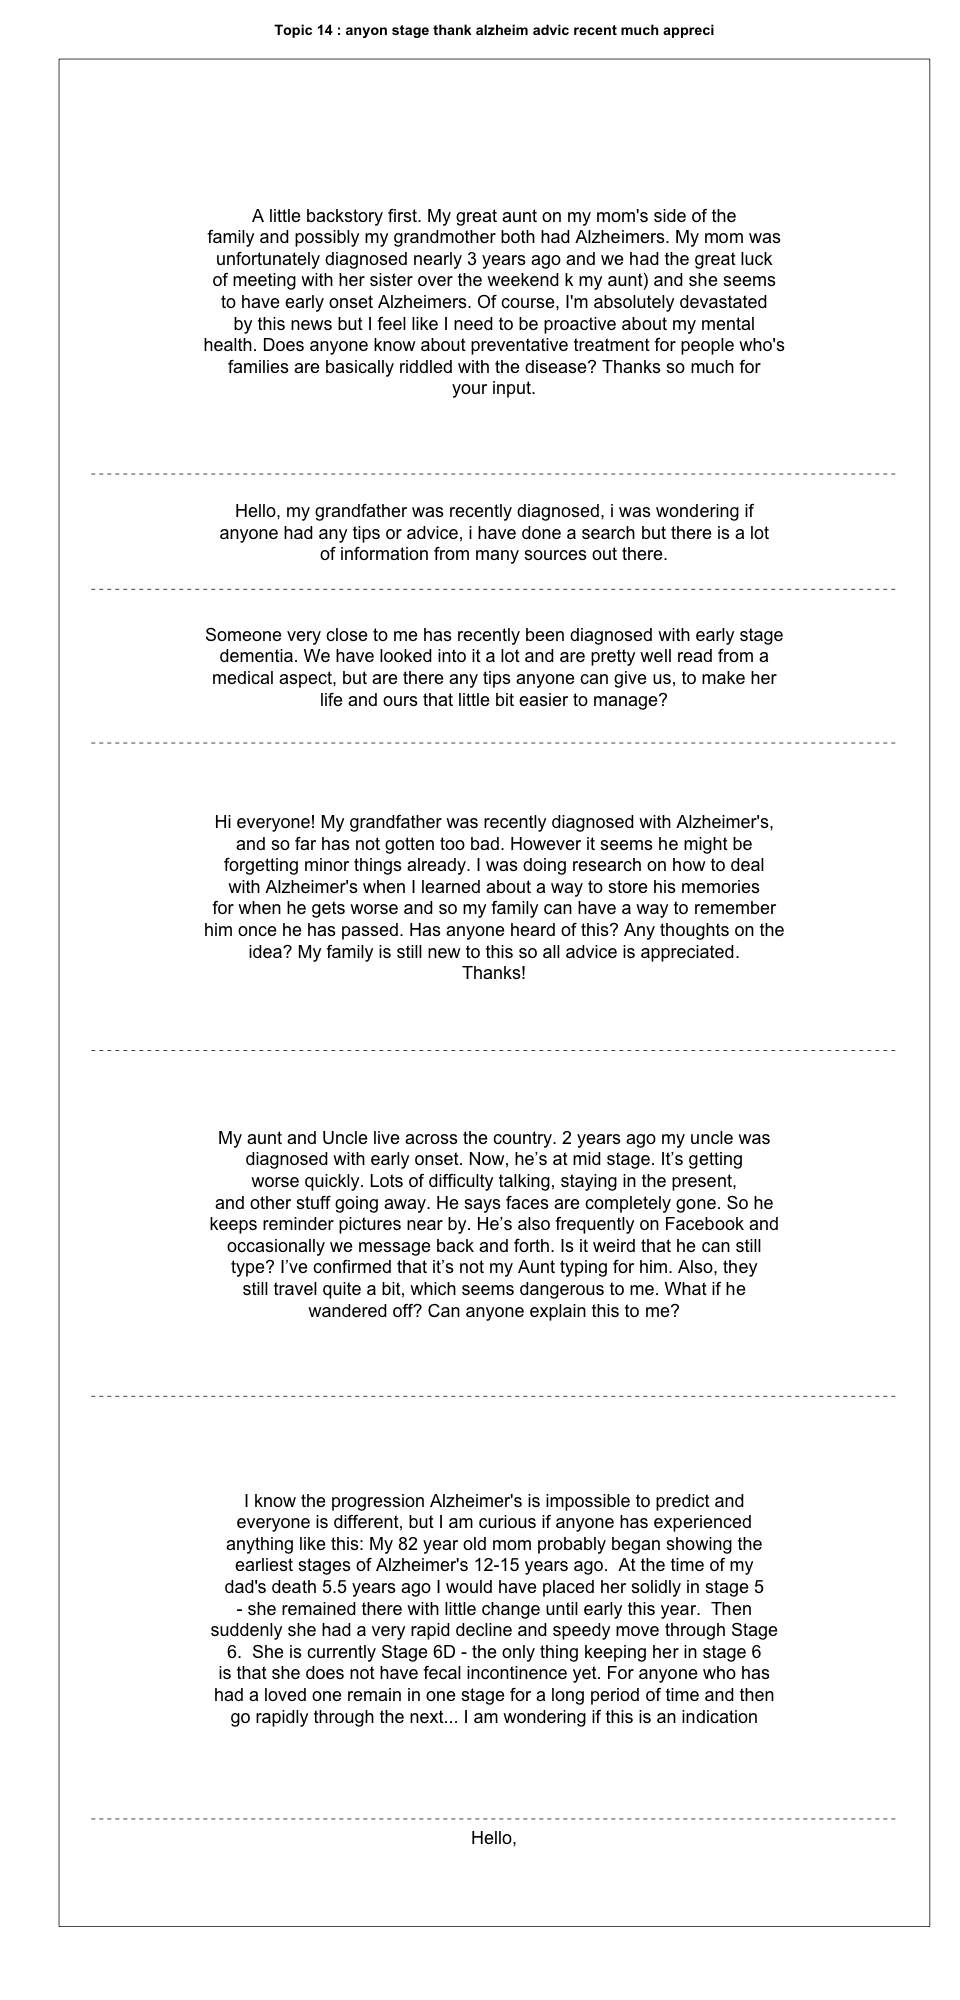 Topic 14 : anyon stage thank alzheim advic recent much appreci
A little backstory first. My great aunt on my mom's side of the
family and possibly my grandmother both had Alzheimers. My mom was
unfortunately diagnosed nearly 3 years ago and we had the great luck
of meeting with her sister over the weekend k my aunt) and she seems
to have early onset Alzheimers. Of course, I'm absolutely devastated
by this news but I feel like I need to be proactive about my mental
health. Does anyone know about preventative treatment for people who's
families are basically riddled with the disease? Thanks so much for
your input.
Hello, my grandfather was recently diagnosed, i was wondering if
anyone had any tips or advice, i have done a search but there is a lot
of information from many sources out there.
Someone very close to me has recently been diagnosed with early stage
dementia. We have looked into it a lot and are pretty well read from a
medical aspect, but are there any tips anyone can give us, to make her
life and ours that little bit easier to manage?
Hi everyone! My grandfather was recently diagnosed with Alzheimer's,
and so far has not gotten too bad. However it seems he might be
forgetting minor things already. I was doing research on how to deal
with Alzheimer's when I learned about a way to store his memories
for when he gets worse and so my family can have a way to remember
him once he has passed. Has anyone heard of this? Any thoughts on the
idea? My family is still new to this so all advice is appreciated.
Thanks!
My aunt and Uncle live across the country. 2 years ago my uncle was
diagnosed with early onset. Now, he’s at mid stage. It’s getting
worse quickly. Lots of difficulty talking, staying in the present,
and other stuff going away. He says faces are completely gone. So he
keeps reminder pictures near by. He’s also frequently on Facebook and
occasionally we message back and forth. Is it weird that he can still
type? I’ve confirmed that it’s not my Aunt typing for him. Also, they
still travel quite a bit, which seems dangerous to me. What if he
wandered off? Can anyone explain this to me?
I know the progression Alzheimer's is impossible to predict and
everyone is different, but I am curious if anyone has experienced
anything like this: My 82 year old mom probably began showing the
earliest stages of Alzheimer's 12-15 years ago.  At the time of my
dad's death 5.5 years ago I would have placed her solidly in stage 5
- she remained there with little change until early this year.  Then
suddenly she had a very rapid decline and speedy move through Stage
6.  She is currently Stage 6D - the only thing keeping her in stage 6
is that she does not have fecal incontinence yet. For anyone who has
had a loved one remain in one stage for a long period of time and then
go rapidly through the next... I am wondering if this is an indication
Hello,